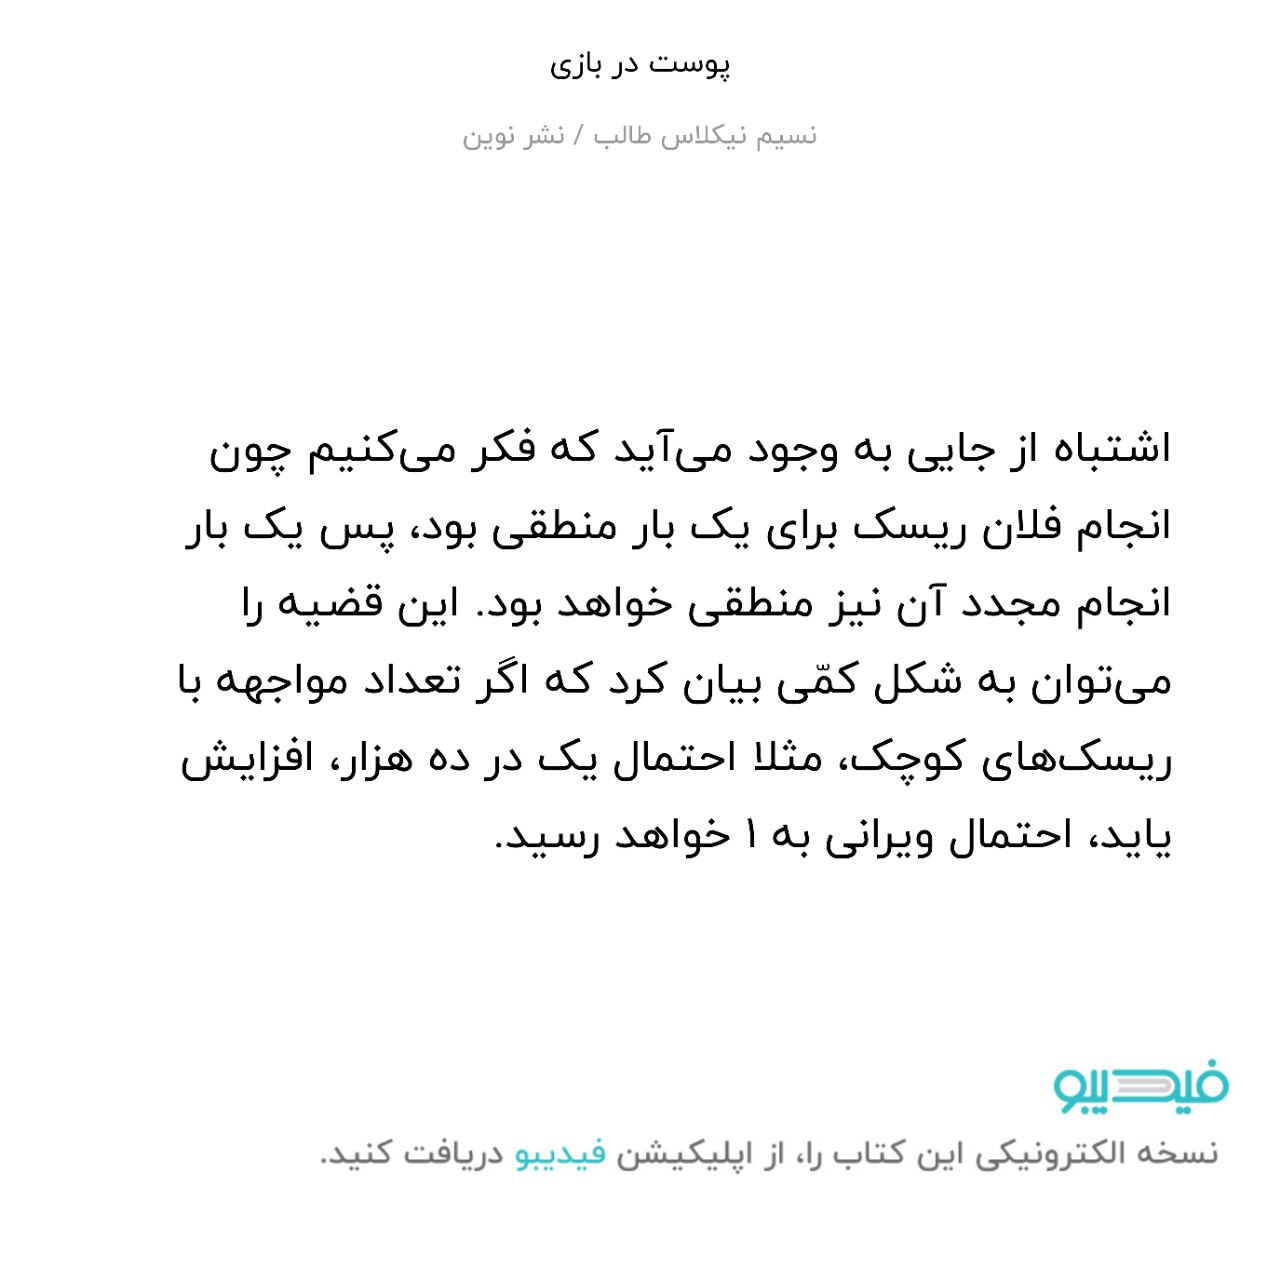 پوست در بازی
نسیم نیکلاس طالب / نشر نوین
اشتباه از جایی به وجود می‌آید که فکر می‌کنیم چون
انجام فلان ریسک برای یک بار منطقی بود، پس یک بار
انجام مجدد آن نیز منطقی خواهد بود. این قضیه را
می‌توان به شکل کمّی بیان کرد که اگر تعداد مواجهه با
ریسک‌های کوچک، مثلا احتمال یک در ده هزار، افزایش
یاید، احتمال ویرانی به ۱ خواهد رسید.
فیدیبو
نسخه الکترونیکی این کتاب را، از اپلیکیشن فیدیبو دریافت کنید.